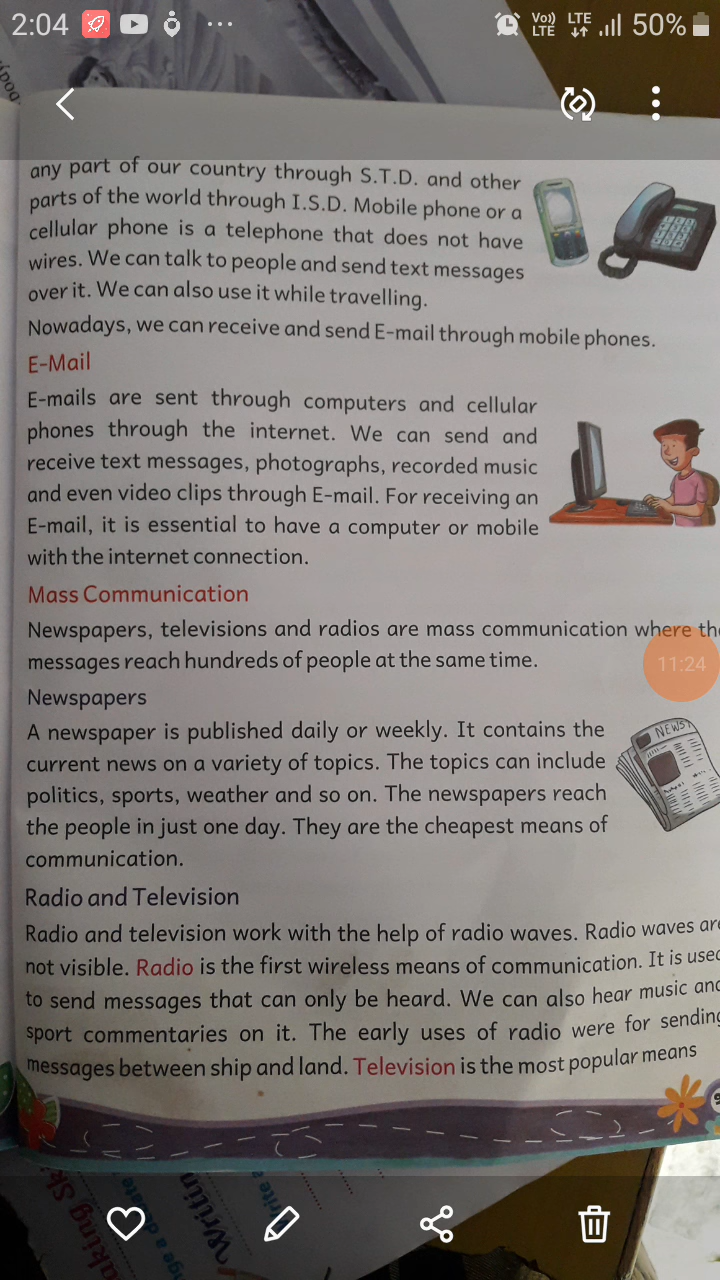 2:04
Vo)) LTE
LTE
50%
any part of our country through S.T.D. and other
parts of the world through I.S.D. Mobile phone or a
cellular phone is a telephone that does not have
wires. We can talk to people and send text messages
over it. We can also use it while travelling.
Nowadays, we can receive and send E-mail through mobile phones.
E-Mail
E-mails are sent through computers and cellular
phones through the internet. We can send and
receive text messages, photographs, recorded music
and even video clips through E-mail. For receiving an
E-mail, it is essential to have a computer or mobile
with the internet connection.
Mass Communication
Newspapers, televisions and radios are mass communication where the
messages reach hundreds of people at the same time.
11:24
Newspapers
A newspaper is published daily or weekly. It contains the
current news on a variety of topics. The topics can include
politics, sports, weather and so on. The newspapers reach
the people in just one day. They are the cheapest means of
communication.
NEWS
Radio and Television
Radio and television work with the help of radio waves. Radio waves are
not visible. Radio is the first wireless means of communication. It is used
to send messages that can only be heard. We can also hear music and
sport commentaries on it. The early uses of radio were for sending
messages between ship and land. Television is the most popular means
9